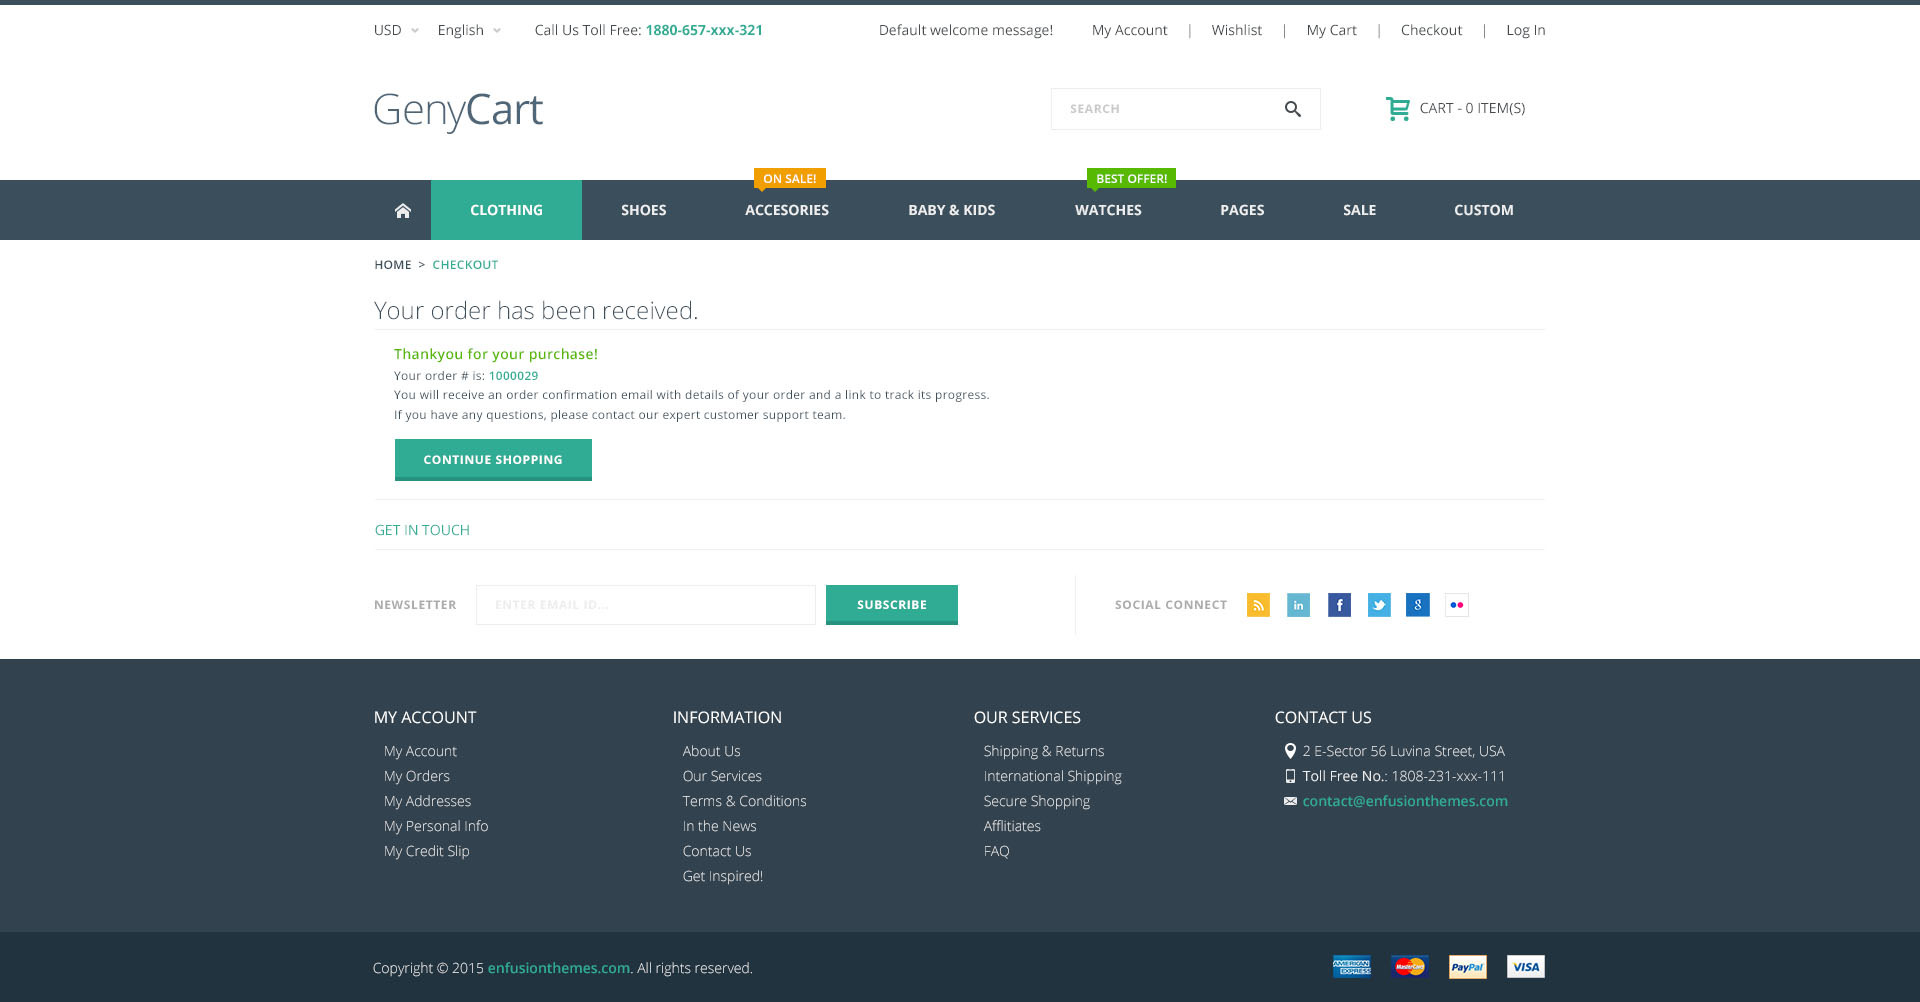 USD English Call Us Toll Free: 1880-657-xxx-321 Default welcome message! My Account | Wishlist | My Cart | Checkout | Log In
GenyCart SEARCH CART - 0 ITEM(S)
ON SALE! BEST OFFER!
CLOTHING SHOES ACCESORIES BABY & KIDS WATCHES PAGES SALE CUSTOM
HOME > CHECKOUT
Your order has been received.
Thankyou for your purchase!
Your order # is: 1000029
You will receive an order confirmation email with details of your order and a link to track its progress.
If you have any questions, please contact our expert customer support team.
CONTINUE SHOPPING
GET IN TOUCH
NEWSLETTER ENTER EMAIL ID... SUBSCRIBE SOCIAL CONNECT in f g
MY ACCOUNT
My Account
My Orders
My Addresses
My Personal Info
My Credit Slip
INFORMATION
About Us
Our Services
Terms & Conditions
In the News
Contact Us
Get Inspired!
OUR SERVICES
Shipping & Returns
International Shipping
Secure Shopping
Afflitiates
FAQ
CONTACT US
2 E-Sector 56 Luvina Street, USA
Toll Free No.: 1808-231-xxx-111
contact@enfusionthemes.com
Copyright © 2015 enfusionthemes.com. All rights reserved. AMERICAN EXPRESS MasterCard PayPal VISA